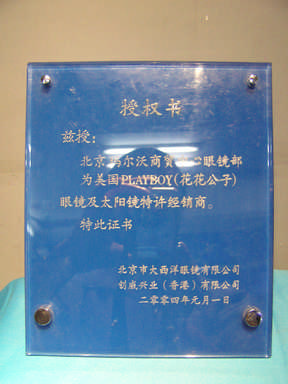 授权书
兹授：
北京尔沃商贸眼镜部
为美国PLAYBOY(花花公子)
眼镜及太阳镜特许经销商。
特此证书
北京市大西洋眼镜有限公司
创威兴业(香港)有限公司
二零零四年元月一日